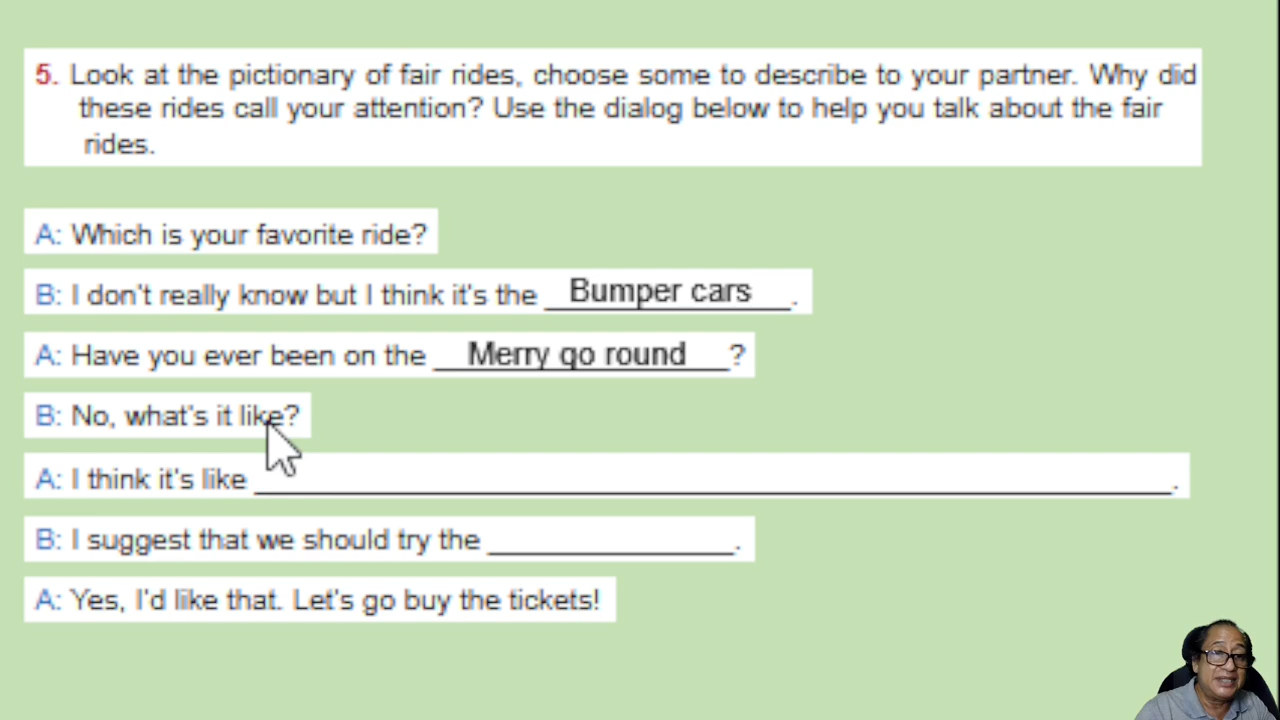 5. Look at the pictionary of fair rides, choose some to describe to your partner. Why did
these rides call your attention? Use the dialog below to help you talk about the fair
rides.
A: Which is your favorite ride?
B: I don't really know but I think it's the Bumper cars.
A: Have you ever been on the Merry go round?
B: No, what's it like?
A: I think it's like ____________________.
B: I suggest that we should try the ____________________.
A: Yes, I'd like that. Let's go buy the tickets!